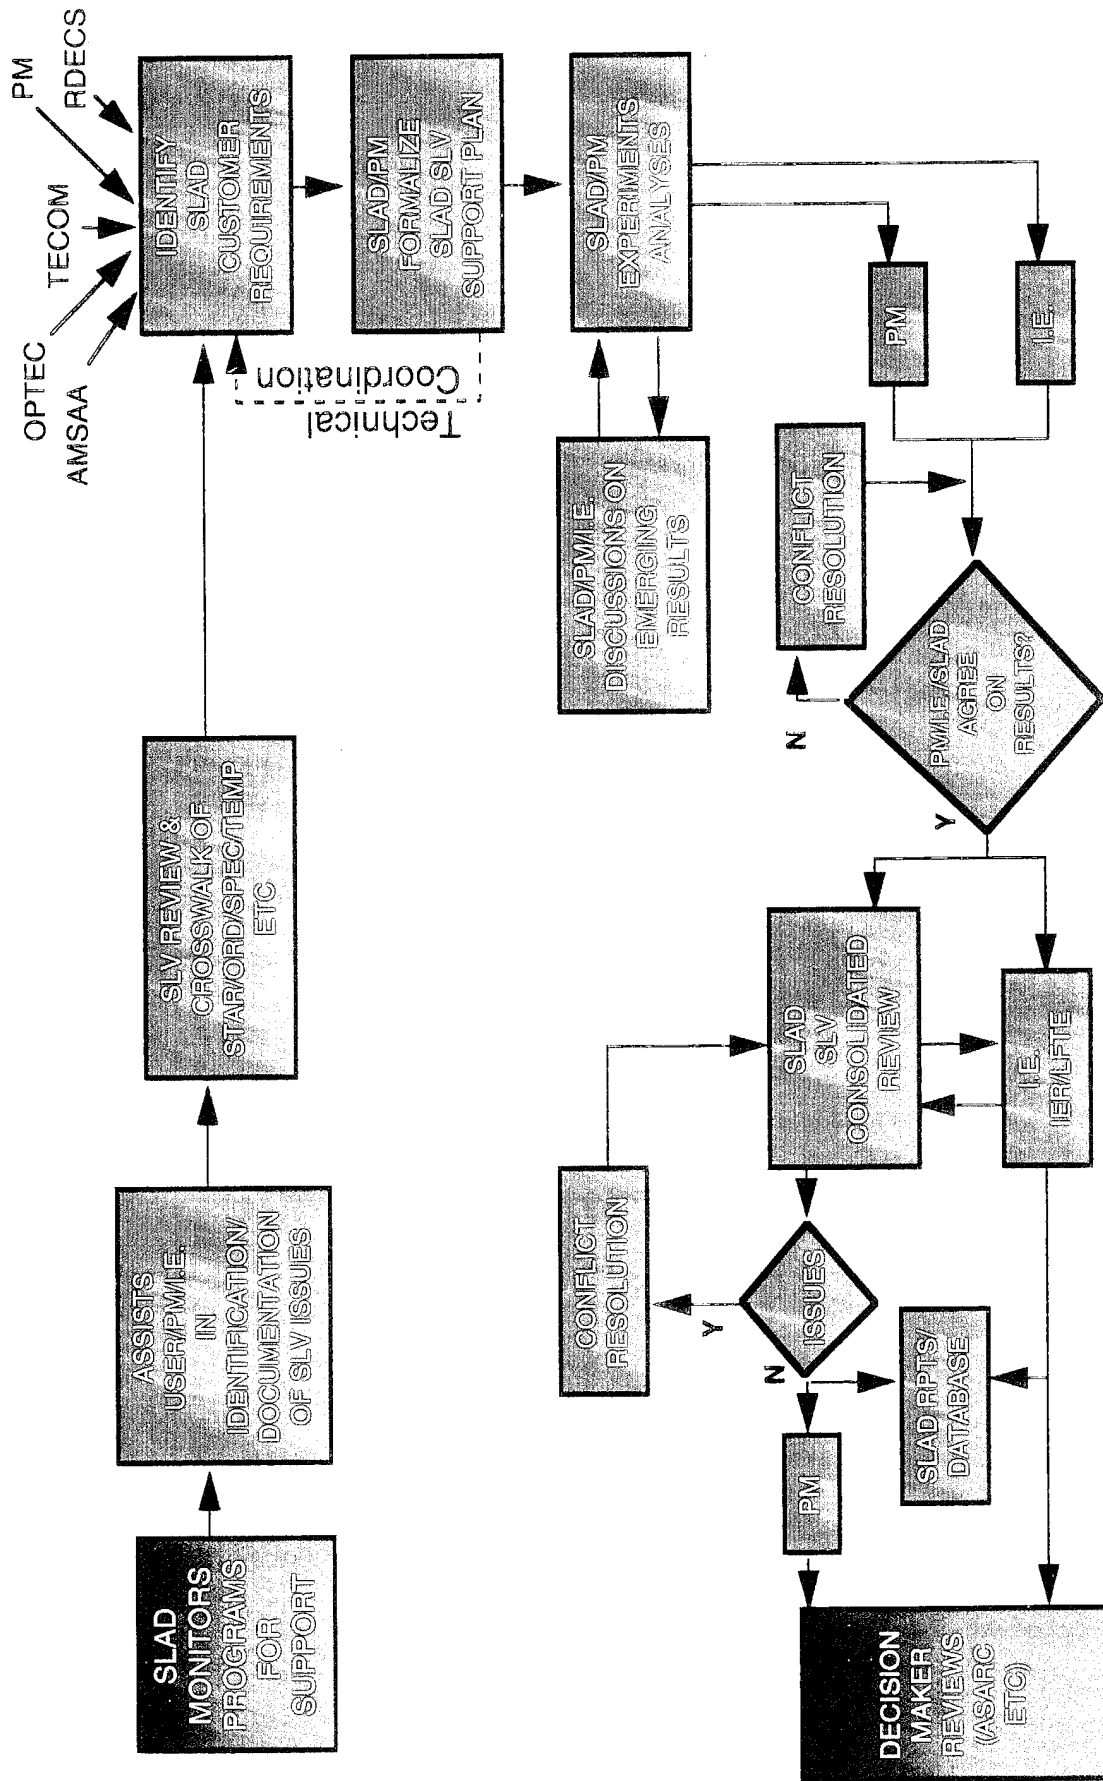 SLAD
MONITORS
PROGRAMS
FOR
SUPPORT
ASSISTS
USER/PM/I.E.
IN
IDENTIFICATION/
DOCUMENTATION
OF SLV ISSUES
SLV REVIEW &
CROSSWALK OF
STAR/ORD/SPEC/TEMP
ETC
OPTEC
AMSAA
TECOM
PM
RDECS
IDENTIFY
SLAD
CUSTOMER
REQUIREMENTS
Technical
Coordination
SLAD/PM
FORMALIZE
SLAD SLV
SUPPORT PLAN
SLAD/PM
EXPERIMENTS
ANALYSES
SLAD/PM/I.E.
DISCUSSIONS ON
EMERGING
RESULTS
PM
I.E.
CONFLICT
RESOLUTION
N
PM/I.E./SLAD
AGREE
ON
RESULTS?
Y
SLAD
SLV
CONSOLIDATED
REVIEW
I.E.
IER/LFTE
CONFLICT
RESOLUTION
Y
ISSUES
N
PM
SLAD RPTS/
DATABASE
DECISION
MAKER
REVIEWS
(ASARC
ETC)